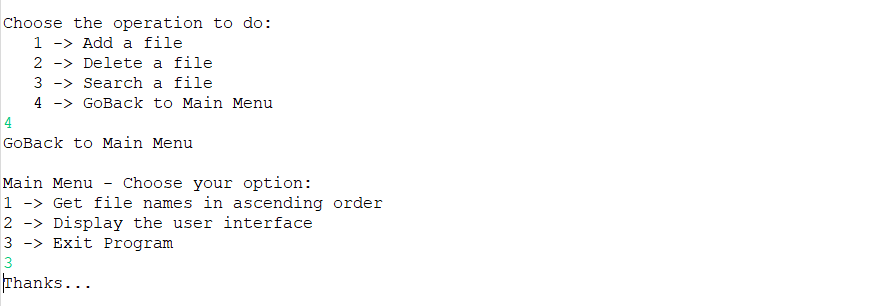 Choose the operation to do:
1 -> Add a file
2 -> Delete a file
3 -> Search a file
4 -> GoBack to Main Menu
4
GoBack to Main Menu
Main Menu - Choose your option:
1 -> Get file names in ascending order
2 -> Display the user interface
3 -> Exit Program
3
Thanks...